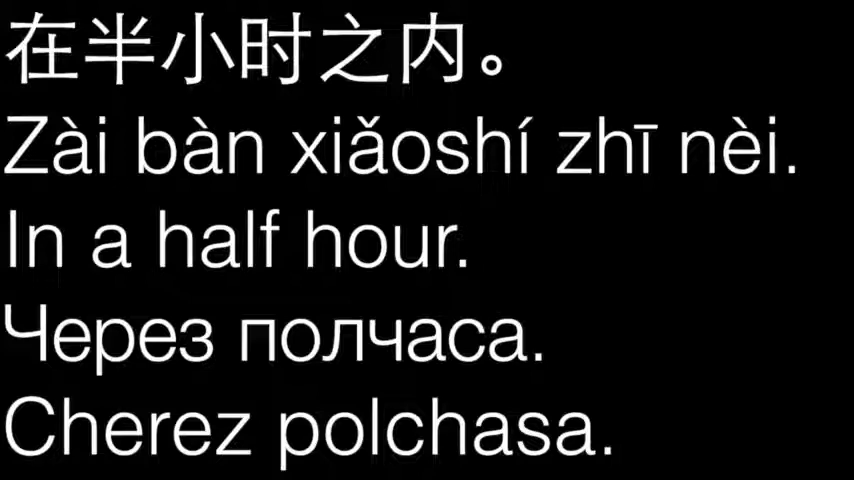 在半小时之内。
Zài bàn xiǎoshí zhī nèi.
In a half hour.
Через полчаса.
Cherez polchasa.